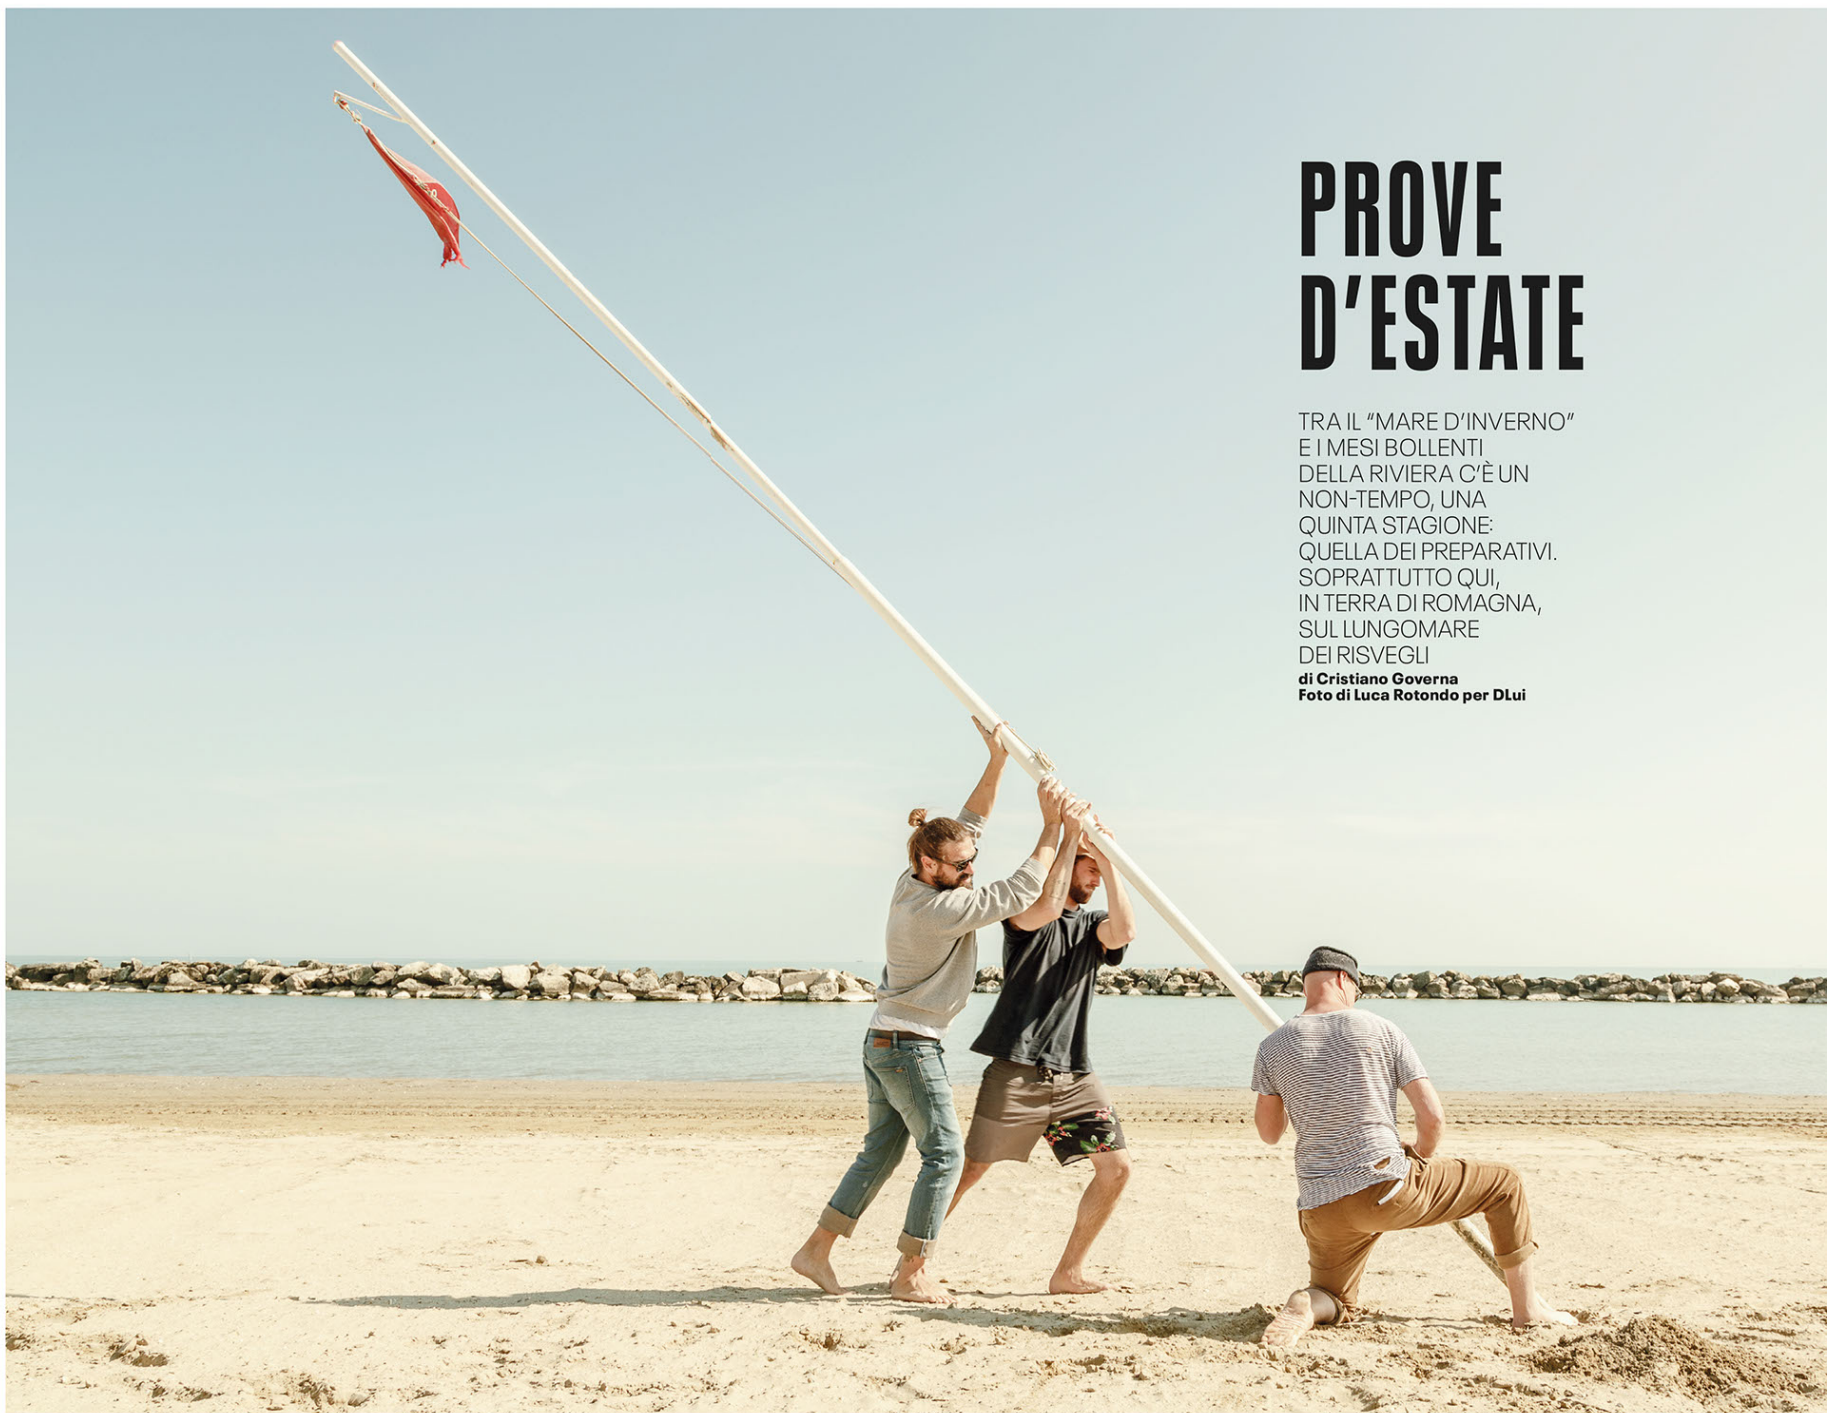 PROVE
D'ESTATE
TRA IL “MARE D'INVERNO”
E I MESI BOLLENTI
DELLA RIVIERA C'È UN
NON-TEMPO, UNA
QUINTA STAGIONE:
QUELLA DEI PREPARATIVI.
SOPRATTUTTO QUI,
IN TERRA DI ROMAGNA,
SUL LUNGOMARE
DEI RISVEGLI
di Cristiano Governa
Foto di Luca Rotondo per DLui